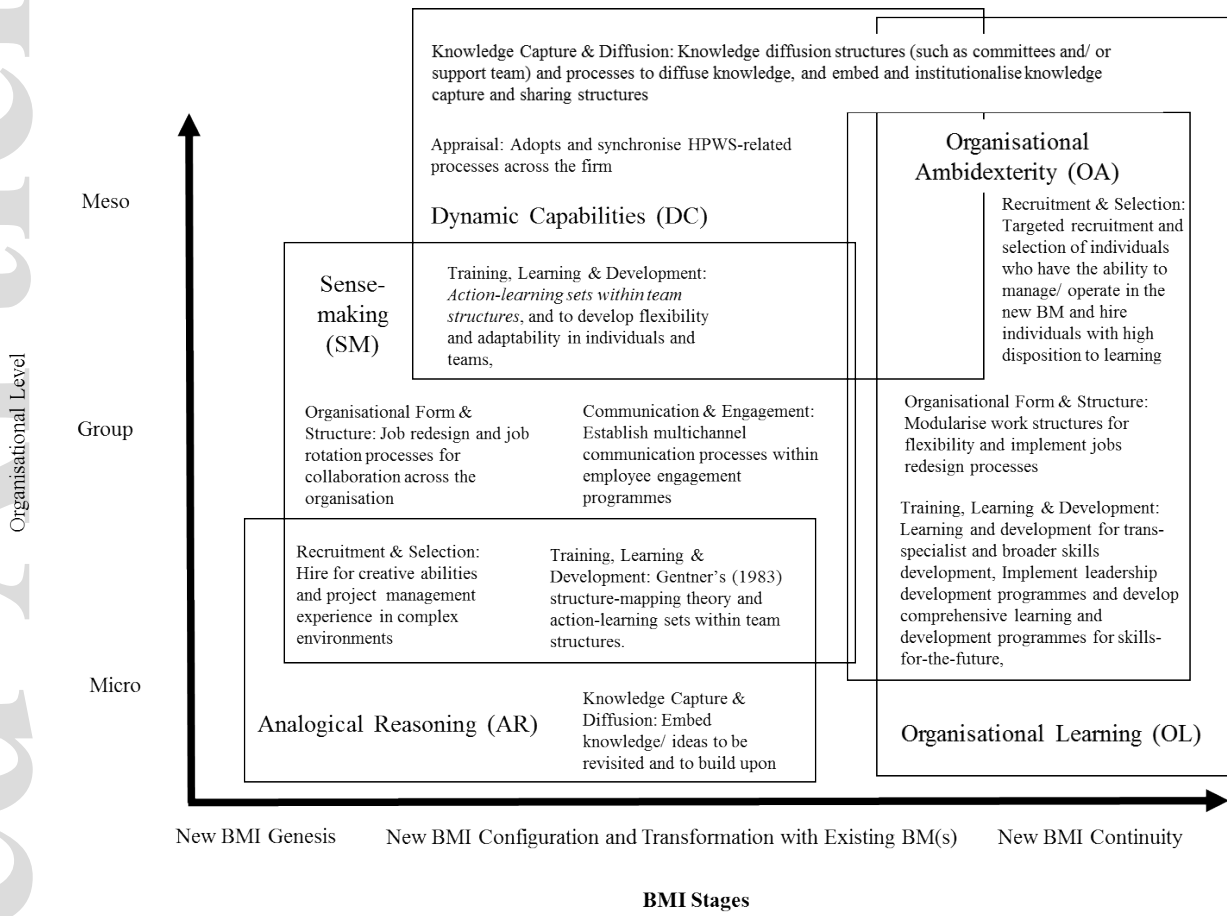 Knowledge Capture & Diffusion: Knowledge diffusion structures (such as committees and/ or
support team) and processes to diffuse knowledge, and embed and institutionalise knowledge
capture and sharing structures
Appraisal: Adopts and synchronise HPWS-related
processes across the firm
Dynamic Capabilities (DC)
Organisational
Ambidexterity (OA)
Recruitment & Selection:
Targeted recruitment and
selection of individuals
who have the ability to
manage/ operate in the
new BM and hire
individuals with high
disposition to learning
Meso
Sense-
making
(SM)
Training, Learning & Development:
Action-learning sets within team
structures, and to develop flexibility
and adaptability in individuals and
teams,
Organisational Level
Group
Organisational Form &
Structure: Job redesign and job
rotation processes for
collaboration across the
organisation
Communication & Engagement:
Establish multichannel
communication processes within
employee engagement
programmes
Organisational Form & Structure:
Modularise work structures for
flexibility and implement jobs
redesign processes
Training, Learning & Development:
Learning and development for trans-
specialist and broader skills
development, Implement leadership
development programmes and develop
comprehensive learning and
development programmes for skills-
for-the-future,
Recruitment & Selection:
Hire for creative abilities
and project management
experience in complex
environments
Training, Learning &
Development: Gentner's (1983)
structure-mapping theory and
action-learning sets within team
structures.
Micro
Analogical Reasoning (AR)
Knowledge Capture &
Diffusion: Embed
knowledge/ ideas to be
revisited and to build upon
Organisational Learning (OL)
New BMI Genesis
New BMI Configuration and Transformation with Existing BM(s)
New BMI Continuity
BMI Stages